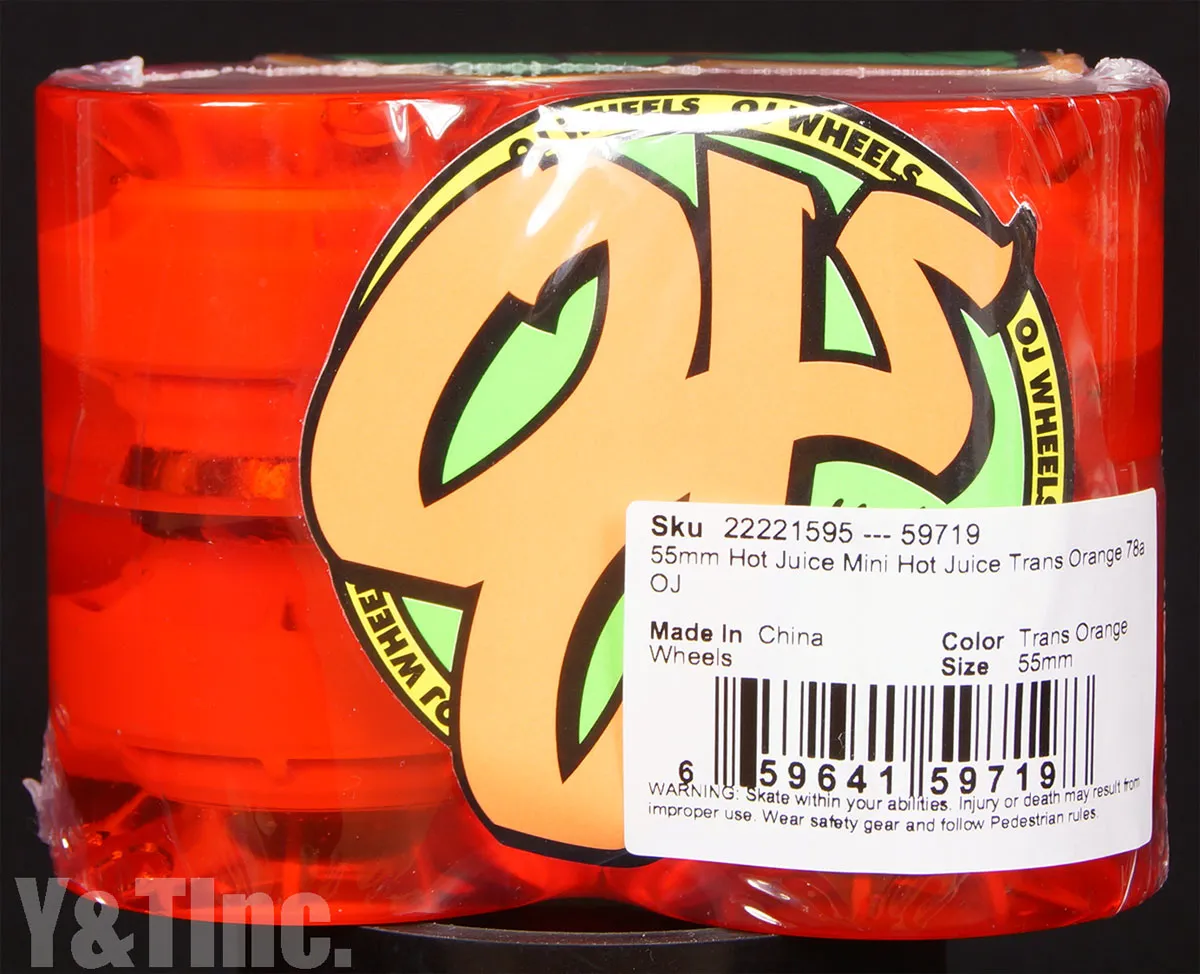 OJ WHEELS OJ WHEELS
OJs
OJ WHEELS
Sku 22221595 --- 59719
55mm Hot Juice Mini Hot Juice Trans Orange 78a
OJ
Made In China Color Trans Orange
Wheels Size 55mm
6 59641 59719
WARNING: Skate within your abilities. Injury or death may result from
improper use. Wear safety gear and follow Pedestrian rules.
OJ WHEE
Y&TInc.